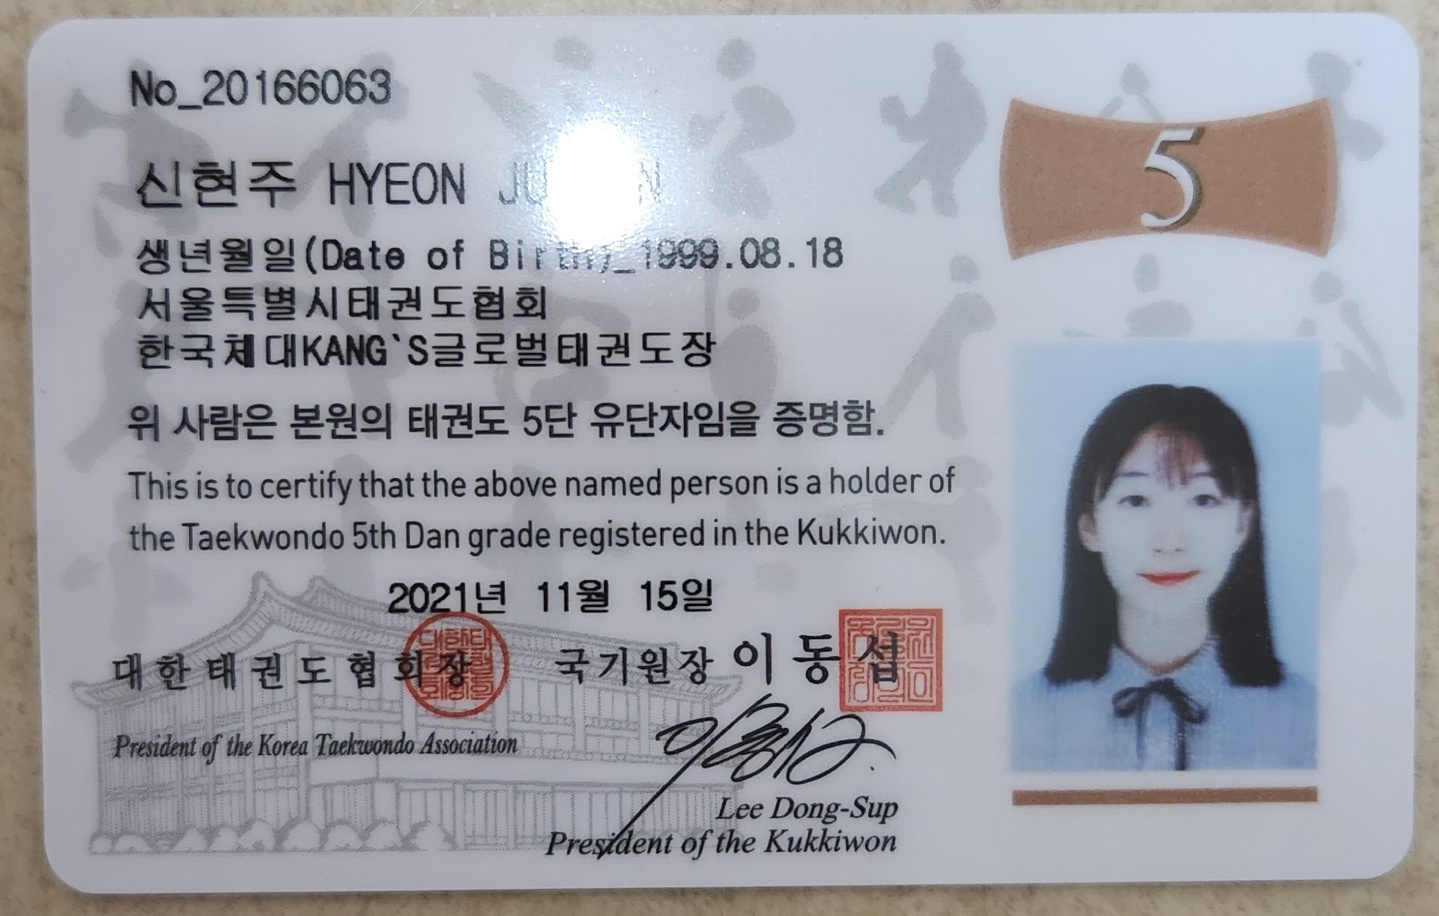 No_20166063
신현주 HYEON
생년월일(Date of Birth)_1999.08.18
서울특별시태권도협회
한국체대KANG`S글로벌태권도장
위 사람은 본원의 태권도 5단 유단자임을 증명함.
This is to certify that the above named person is a holder of
the Taekwondo 5th Dan grade registered in the Kukkiwon.
2021년 11월 15일
대한태권도협회장 국기원장 이동섭
President of the Korea Taekwondo Association
Lee Dong-Sup
President of the Kukkiwon
5